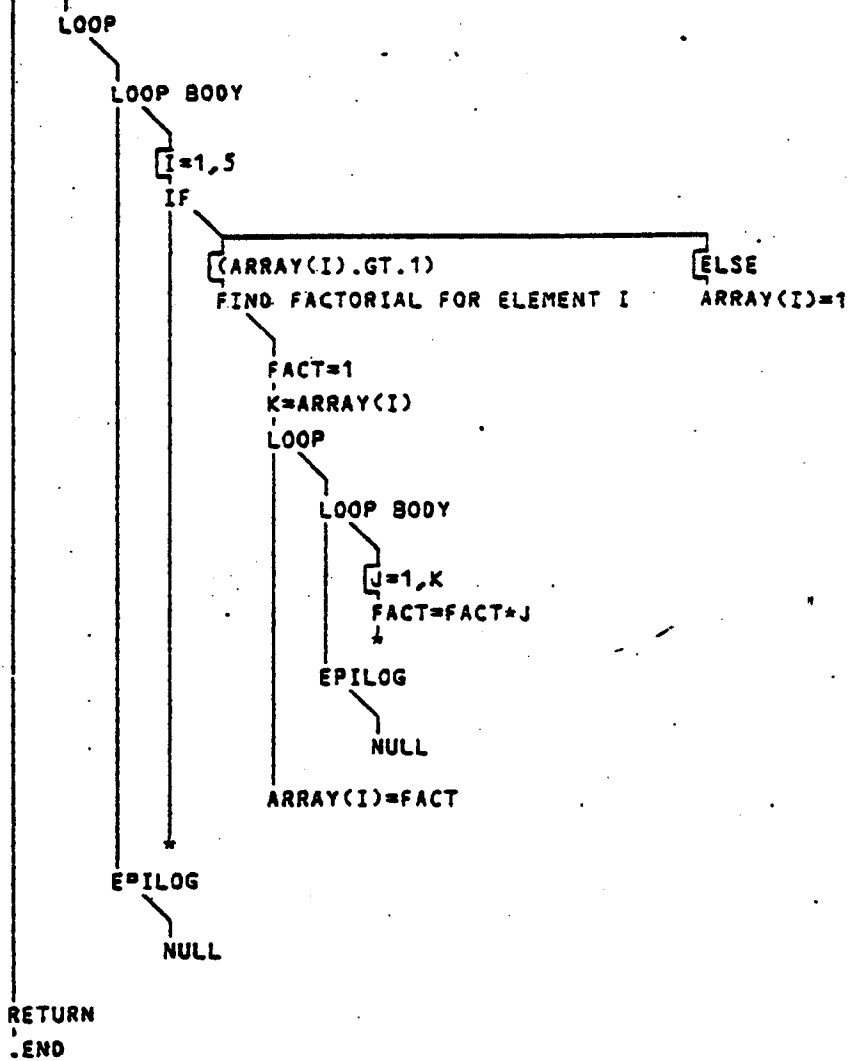 LOOP
LOOP BODY
I=1,5
IF
(ARRAY(I).GT.1) ELSE
FIND FACTORIAL FOR ELEMENT I ARRAY(I)=1
FACT=1
K=ARRAY(I)
LOOP
LOOP BODY
J=1,K
FACT=FACT*J
*
EPILOG
NULL
ARRAY(I)=FACT
*
EPILOG
NULL
RETURN
.END